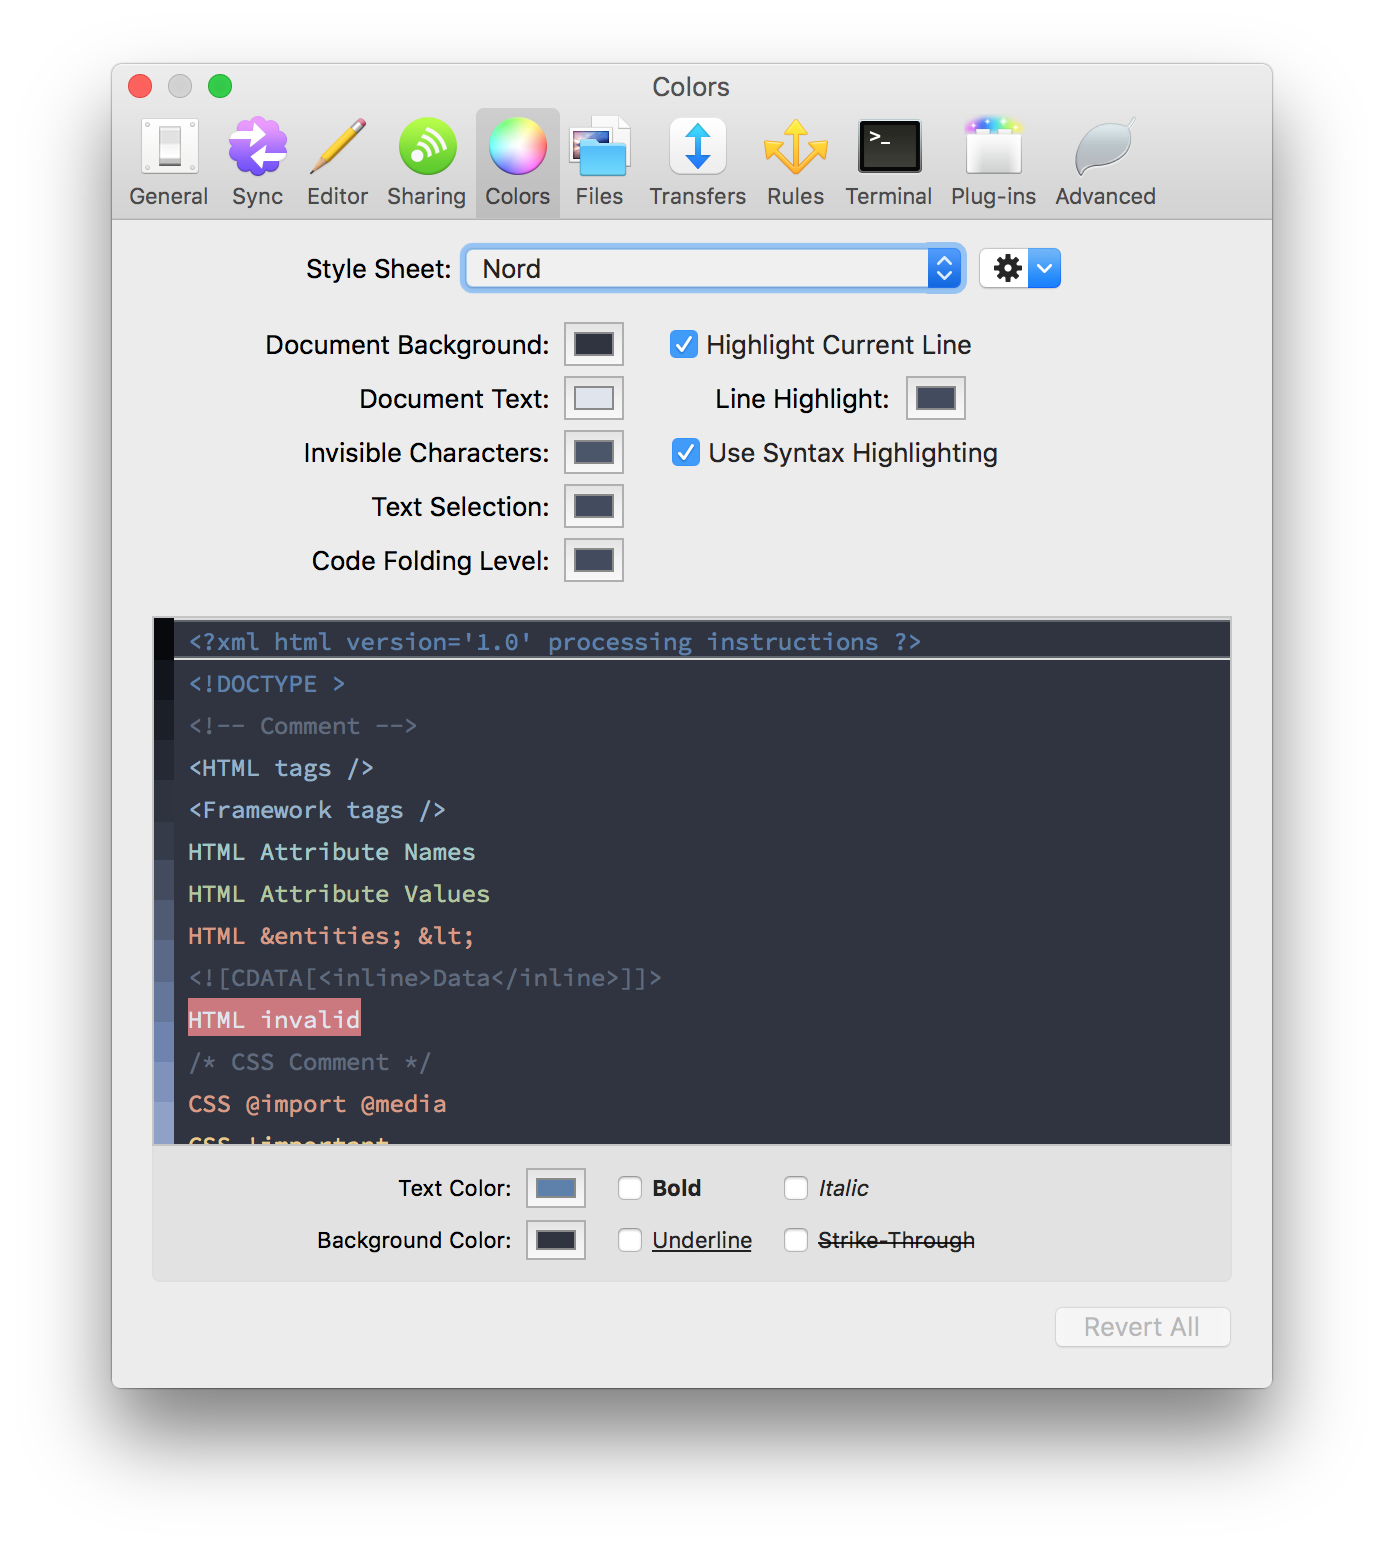 Colors
General Sync Editor Sharing Colors Files Transfers Rules Terminal Plug-ins Advanced
Style Sheet: Nord
Document Background: Highlight Current Line
Document Text: Line Highlight:
Invisible Characters: Use Syntax Highlighting
Text Selection:
Code Folding Level:
<?xml html version='1.0' processing instructions ?>
<!DOCTYPE >
<!-- Comment -->
<HTML tags />
<Framework tags />
HTML Attribute Names
HTML Attribute Values
HTML &entities; &lt;
<![CDATA[<inline>Data</inline>]]>
HTML invalid
/* CSS Comment */
CSS @import @media
CSS !important
Text Color: Bold Italic
Background Color: Underline Strike-Through
Revert All